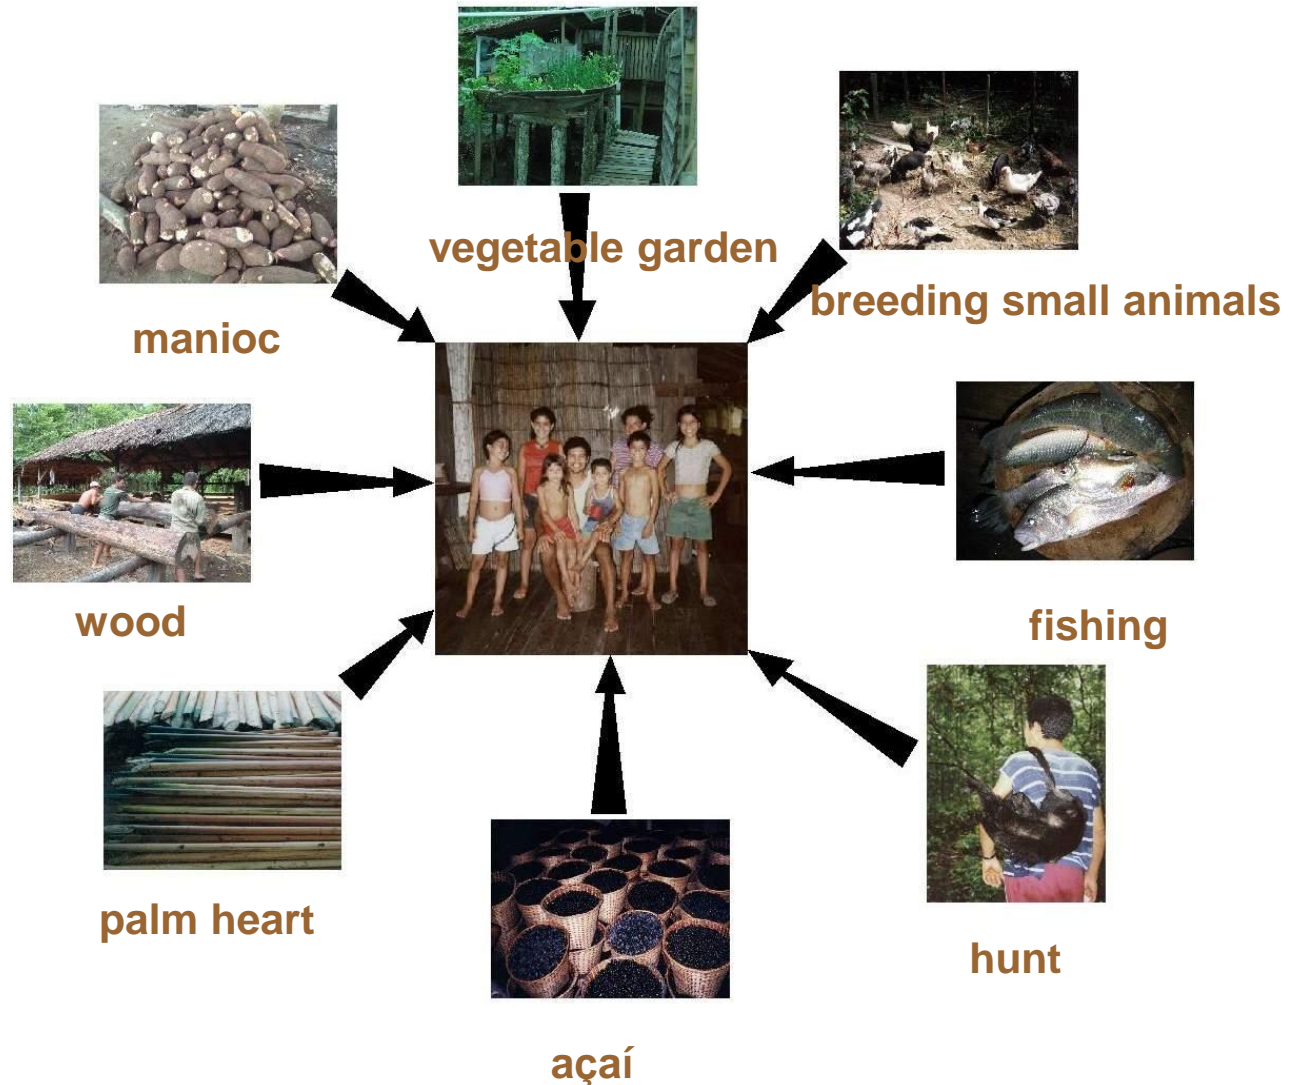 vegetable garden
breeding small animals
manioc
wood
fishing
palm heart
hunt
açaí